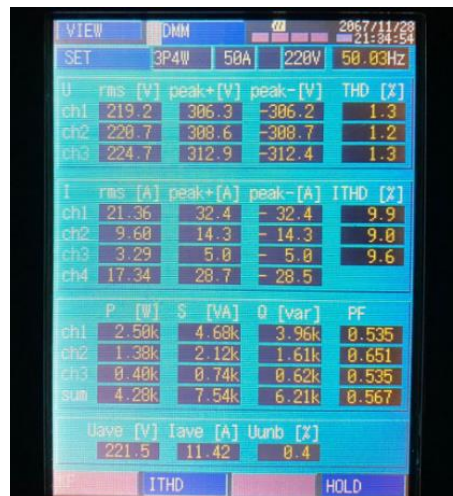 VIEW DMM 2067/11/28
21:34:54
SET 3P4W 50A 220V 50.03Hz
U rms [V] peak+[V] peak-[V] THD [%]
ch1 219.2 306.3 -306.2 1.3
ch2 220.7 308.6 -308.7 1.2
ch3 224.7 312.9 -312.4 1.3
I rms [A] peak+[A] peak-[A] ITHD [%]
ch1 21.36 32.4 - 32.4 9.9
ch2 9.60 14.3 - 14.3 9.0
ch3 3.29 5.0 - 5.0 9.6
ch4 17.34 28.7 - 28.5
P [W] S [VA] Q [var] PF
ch1 2.50k 4.68k 3.96k 0.535
ch2 1.38k 2.12k 1.61k 0.651
ch3 0.40k 0.74k 0.62k 0.535
sum 4.28k 7.54k 6.21k 0.567
Uave [V] Iave [A] Uunb [%]
221.5 11.42 0.4
ITHD HOLD